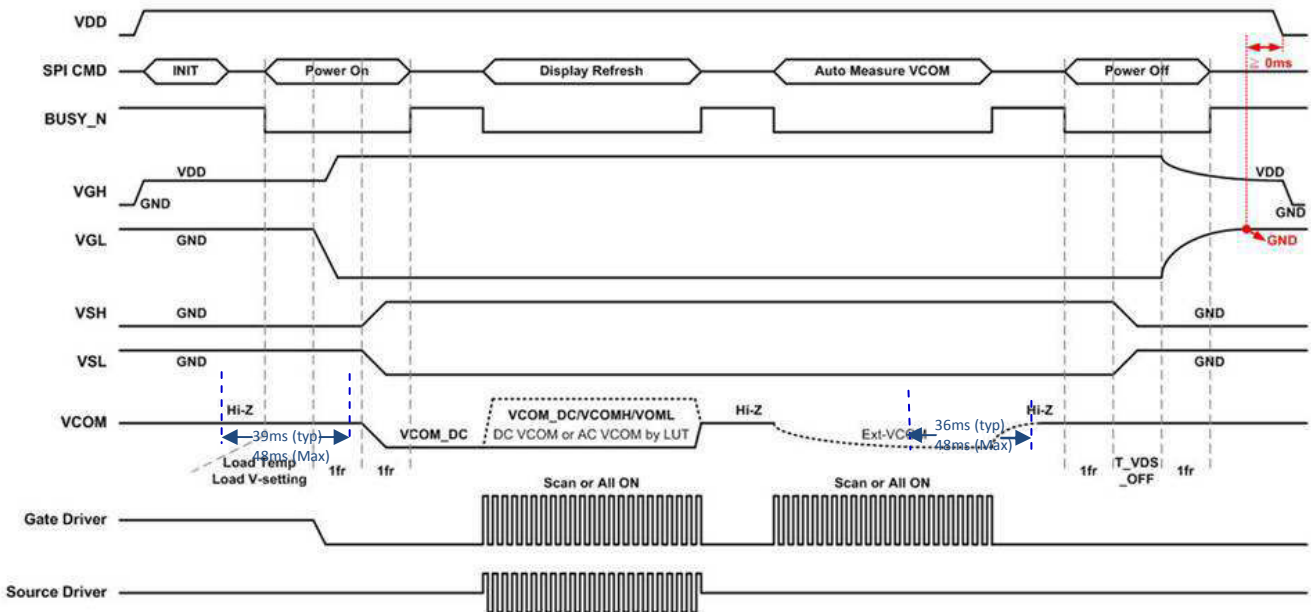 VDD
≥ 0ms
SPI CMD INIT Power On Display Refresh Auto Measure VCOM Power Off
BUSY_N
VDD VDD
VGH
GND GND
VGL GND GND
VSH GND GND
VSL GND GND
Hi-Z Hi-Z Hi-Z
VCOM VCOM_DC/VCOMH/VOML
VCOM_DC DC VCOM or AC VCOM by LUT
39ms (typ) 36ms (typ)
48ms (Max) 48ms (Max)
Load Temp
Load V-setting 1fr 1fr 1fr T_VDS
_OFF 1fr
Scan or All ON Scan or All ON
Gate Driver
Source Driver